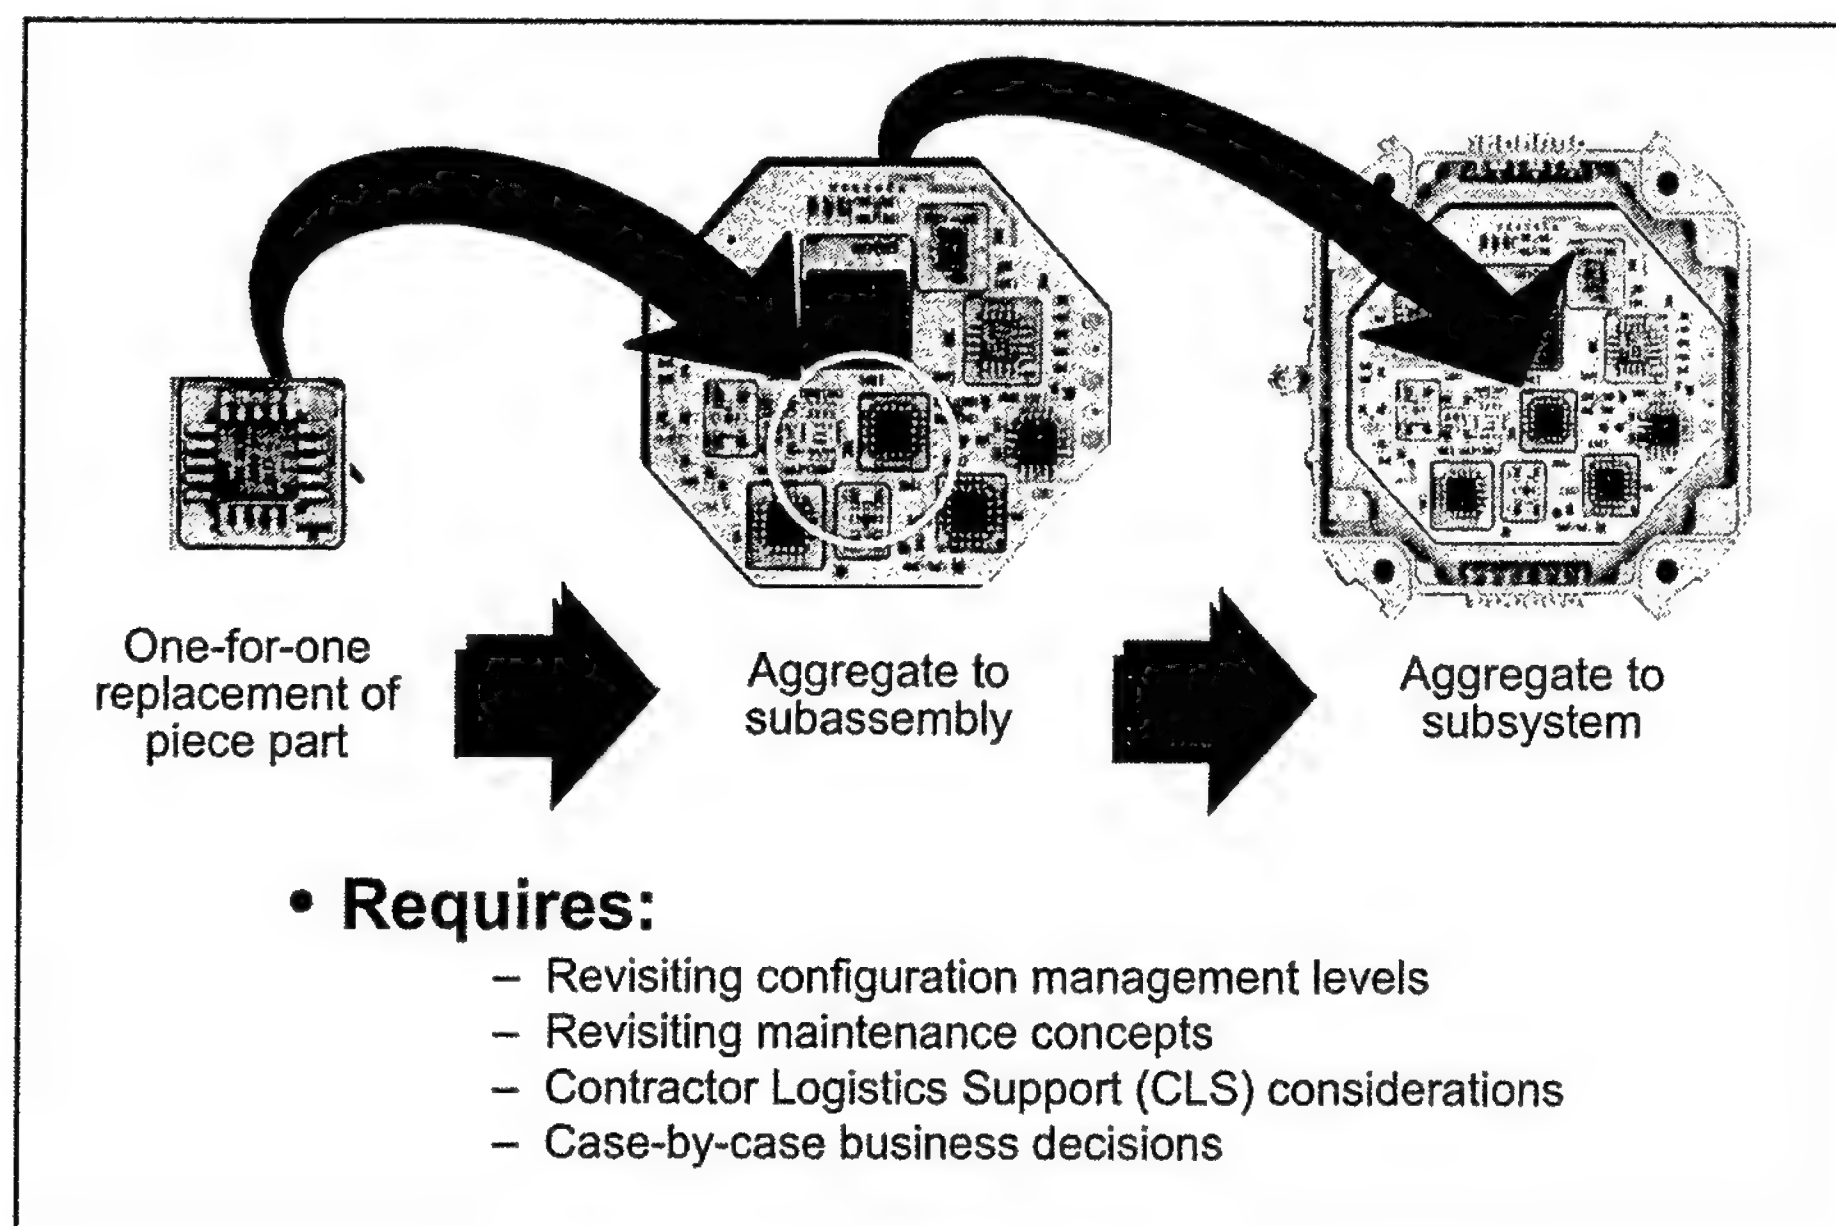 One-for-one
replacement of
piece part
Aggregate to
subassembly
Aggregate to
subsystem
• Requires:
– Revisiting configuration management levels
– Revisiting maintenance concepts
– Contractor Logistics Support (CLS) considerations
– Case-by-case business decisions